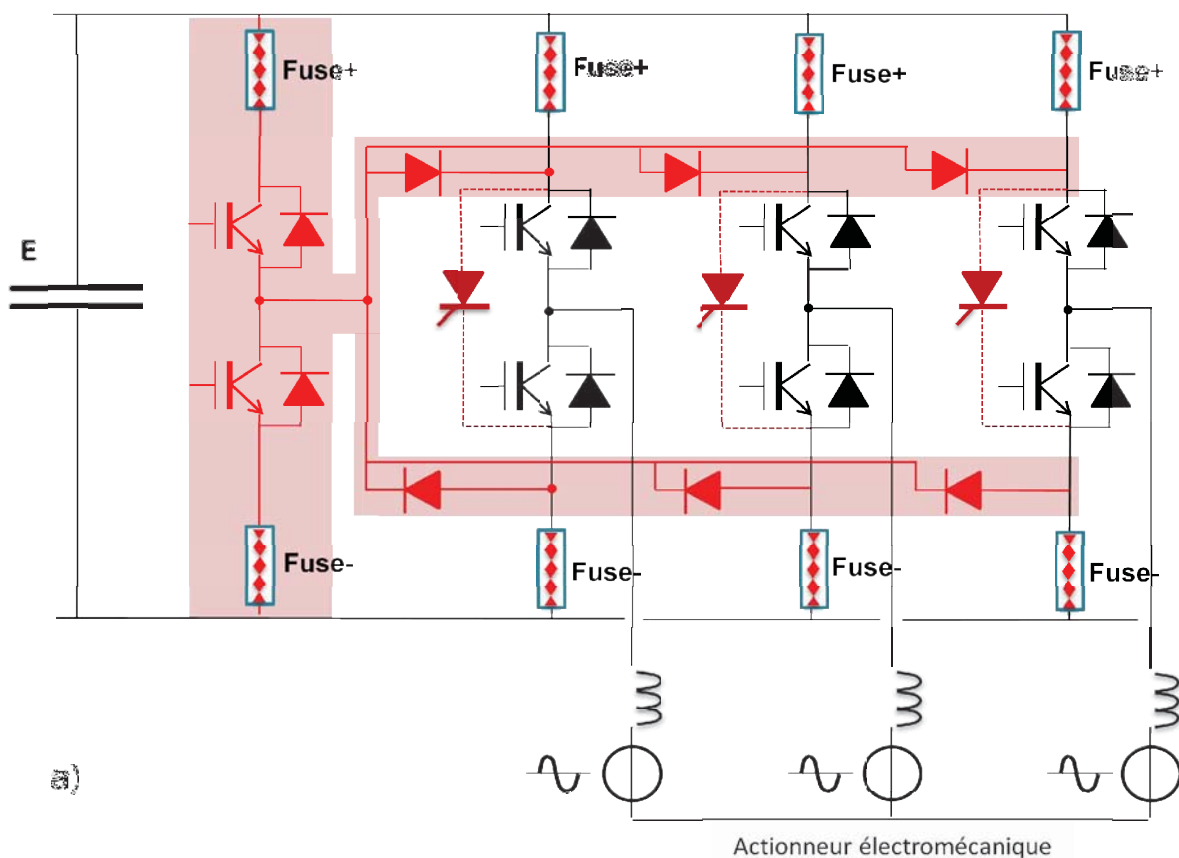 Fuse+
Fuse+
Fuse+
Fuse+
E
Fuse-
Fuse-
Fuse-
Fuse-
a)
Actionneur électromécanique